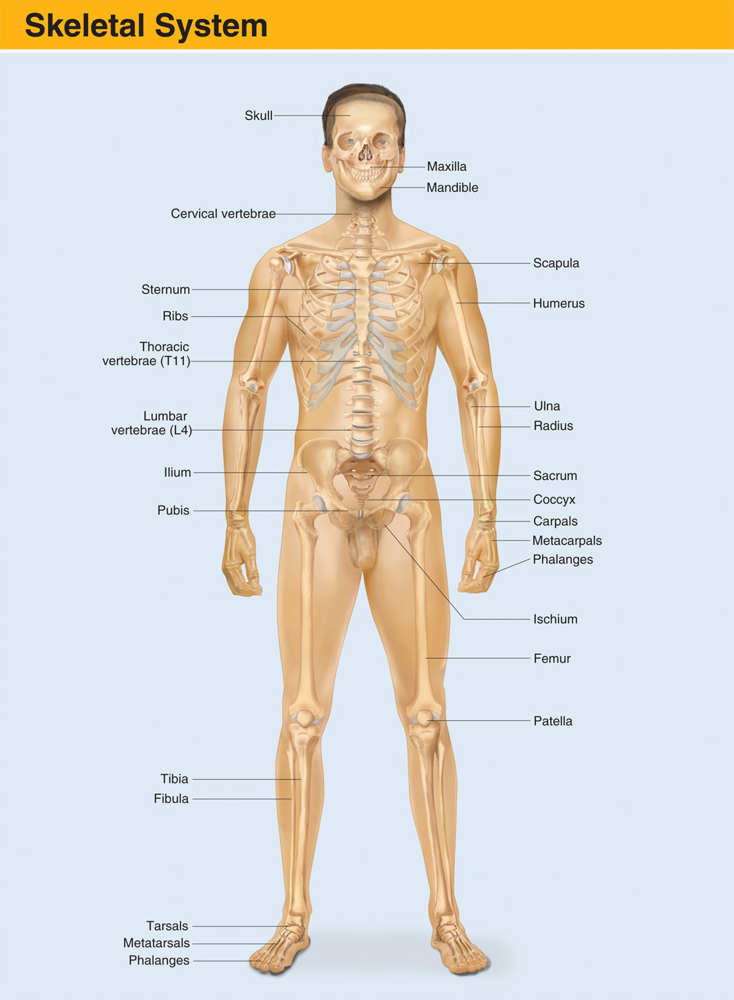 Skeletal System
Skull
Maxilla
Mandible
Cervical vertebrae
Scapula
Sternum
Humerus
Ribs
Thoracic
vertebrae (T11)
Ulna
Lumbar
vertebrae (L4)
Radius
Ilium
Sacrum
Coccyx
Pubis
Carpals
Metacarpals
Phalanges
Ischium
Femur
Patella
Tibia
Fibula
Tarsals
Metatarsals
Phalanges